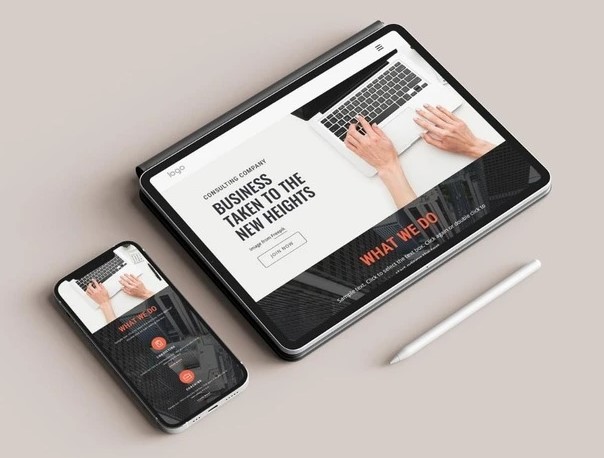 logo
CONSULTING COMPANY
BUSINESS
TAKEN TO THE
NEW HEIGHTS
Image from Freepik
JOIN NOW
WHAT WE DO
Sample text. Click to select the text box. Click again or double click to
WHAT WE DO